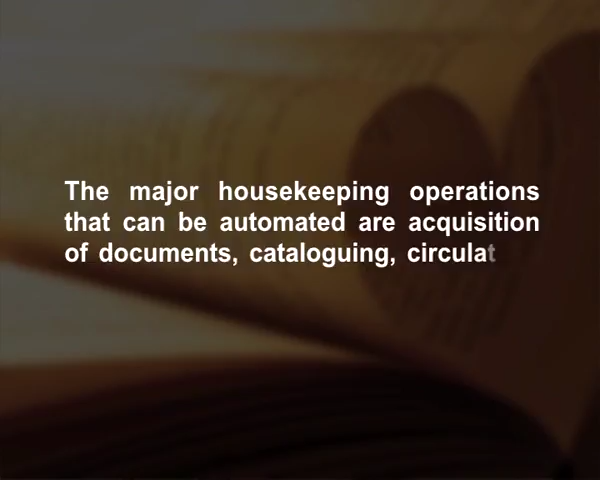 The major housekeeping operations
that can be automated are acquisition
of documents, cataloguing, circulat